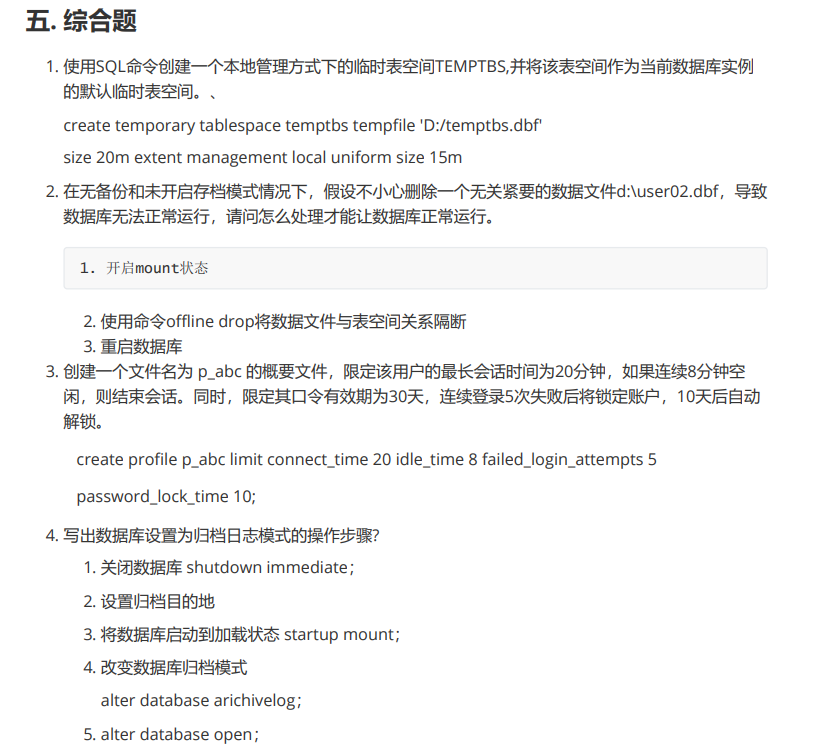 五. 综合题
1. 使用SQL命令创建一个本地管理方式下的临时表空间TEMPTBS,并将该表空间作为当前数据库实例
的默认临时表空间。、
create temporary tablespace temptbs tempfile 'D:/temptbs.dbf'
size 20m extent management local uniform size 15m
2. 在无备份和未开启存档模式情况下，假设不小心删除一个无关紧要的数据文件d:\user02.dbf，导致
数据库无法正常运行，请问怎么处理才能让数据库正常运行。
1. 开启mount状态
2. 使用命令offline drop将数据文件与表空间关系隔断
3. 重启数据库
3. 创建一个文件名为 p_abc 的概要文件，限定该用户的最长会话时间为20分钟，如果连续8分钟空
闲，则结束会话。同时，限定其口令有效期为30天，连续登录5次失败后将锁定账户，10天后自动
解锁。
create profile p_abc limit connect_time 20 idle_time 8 failed_login_attempts 5
password_lock_time 10;
4. 写出数据库设置为归档日志模式的操作步骤?
1. 关闭数据库 shutdown immediate；
2. 设置归档目的地
3. 将数据库启动到加载状态 startup mount；
4. 改变数据库归档模式
alter database arichivelog；
5. alter database open；